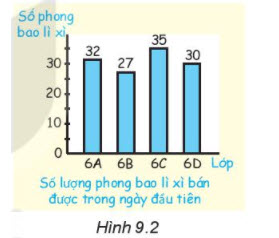 Số phong
bao lì xì
32
27
35
30
30
20
10
0
6A 6B 6C 6D Lớp
Số lượng phong bao lì xì bán
được trong ngày đầu tiên
Hình 9.2